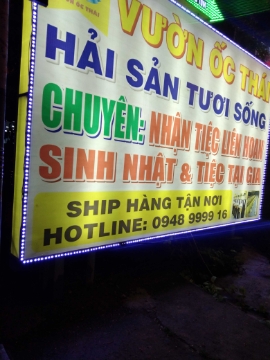 VƯỜN ỐC THÁI
HẢI SẢN TƯƠI SỐNG
CHUYÊN: NHẬN TIỆC LIÊN HOAN
SINH NHẬT & TIỆC TẠI GIA
SHIP HÀNG TẬN NƠI
HOTLINE: 0948 9999 16